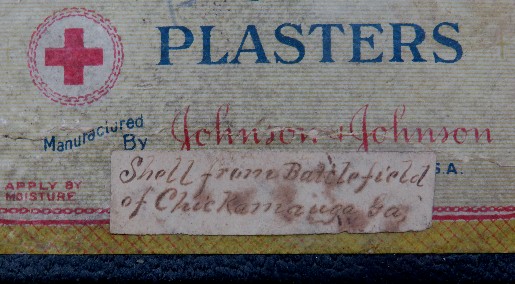 PLASTERS
Manufactured
By
Johnson & Johnson
S.A.
Shell from Battlefield
of Chickamauga Ga,
APPLY BY
MOISTURE